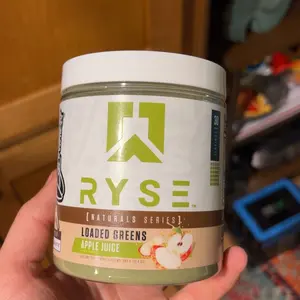 RYSE
[NATURALS SERIES]
LOADED GREENS
APPLE JUICE